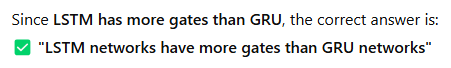 Since LSTM has more gates than GRU, the correct answer is:
✅ "LSTM networks have more gates than GRU networks"